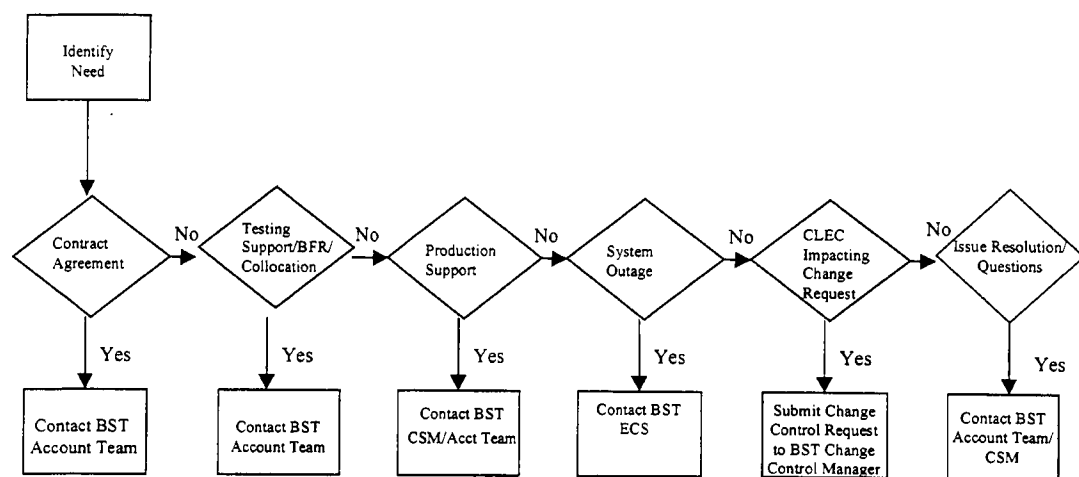 Identify
Need
Contract
Agreement
No
Testing
Support/BFR/
Collocation
No
Production
Support
No
System
Outage
No
CLEC
Impacting
Change
Request
No
Issue Resolution/
Questions
Yes
Yes
Yes
Yes
Yes
Yes
Contact BST
Account Team
Contact BST
Account Team
Contact BST
CSM/Acct Team
Contact BST
ECS
Submit Change
Control Request
to BST Change
Control Manager
Contact BST
Account Team/
CSM